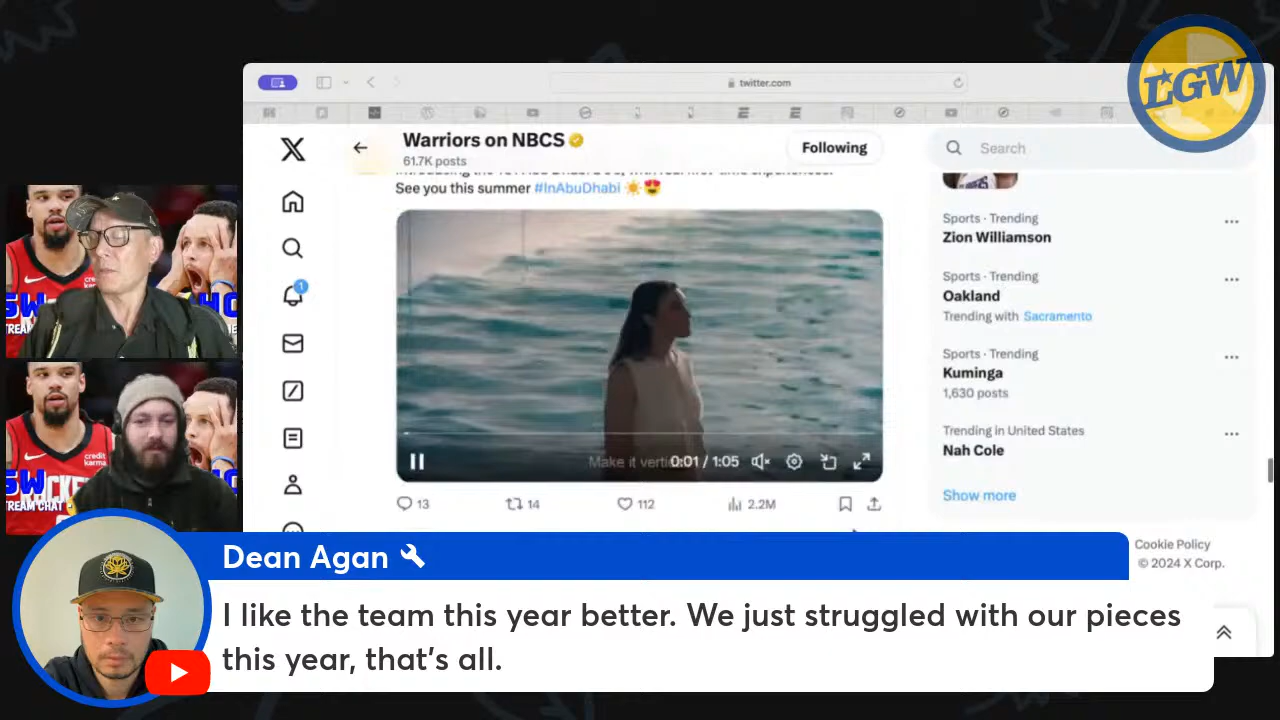 LGW
twitter.com
Warriors on NBCS
61.7K posts
Following
Search
See you this summer #InAbuDhabi
Sports · Trending
Zion Williamson
Sports · Trending
Oakland
Trending with Sacramento
Sports · Trending
Kuminga
1,630 posts
Trending in United States
Nah Cole
Show more
0:01 / 1:05
13
14
112
2.2M
1
Cookie Policy
© 2024 X Corp.
credit
karma
Dean Agan
I like the team this year better. We just struggled with our pieces
this year, that's all.